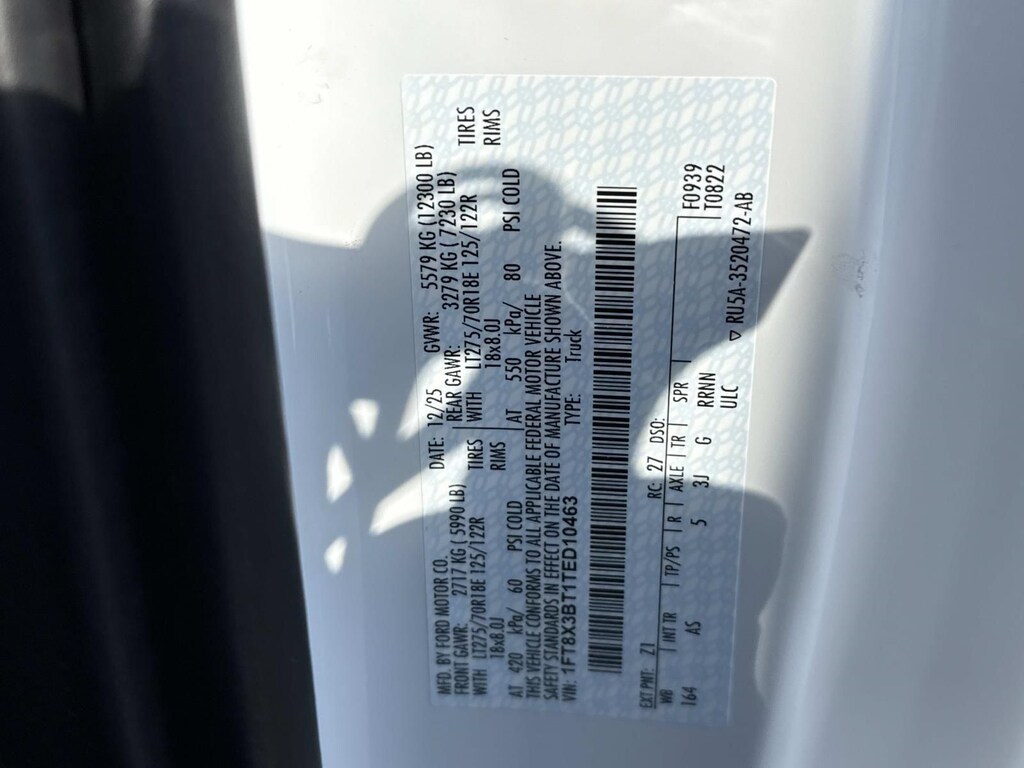 MFD. BY FORD MOTOR CO.
DATE: 12/25 GVWR: 5579 KG (12300 LB)
FRONT GAWR: 2717 KG ( 5990 LB) REAR GAWR: 3279 KG ( 7230 LB)
WITH LT275/70R18E 125/122R TIRES WITH LT275/70R18E 125/122R TIRES
18x8.0J RIMS 18x8.0J RIMS
AT 420 kPa/ 60 PSI COLD AT 550 kPa/ 80 PSI COLD
THIS VEHICLE CONFORMS TO ALL APPLICABLE FEDERAL MOTOR VEHICLE
SAFETY STANDARDS IN EFFECT ON THE DATE OF MANUFACTURE SHOWN ABOVE.
VIN: 1FT8X3BT1TED10463 TYPE: Truck
EXT PNT: Z1 RC: 27 DSO: F0939
WB INT TR TP/PS R AXLE TR SPR T0822
164 AS 5 3J G RRNN
ULC
▽ RU5A-3520472-AB